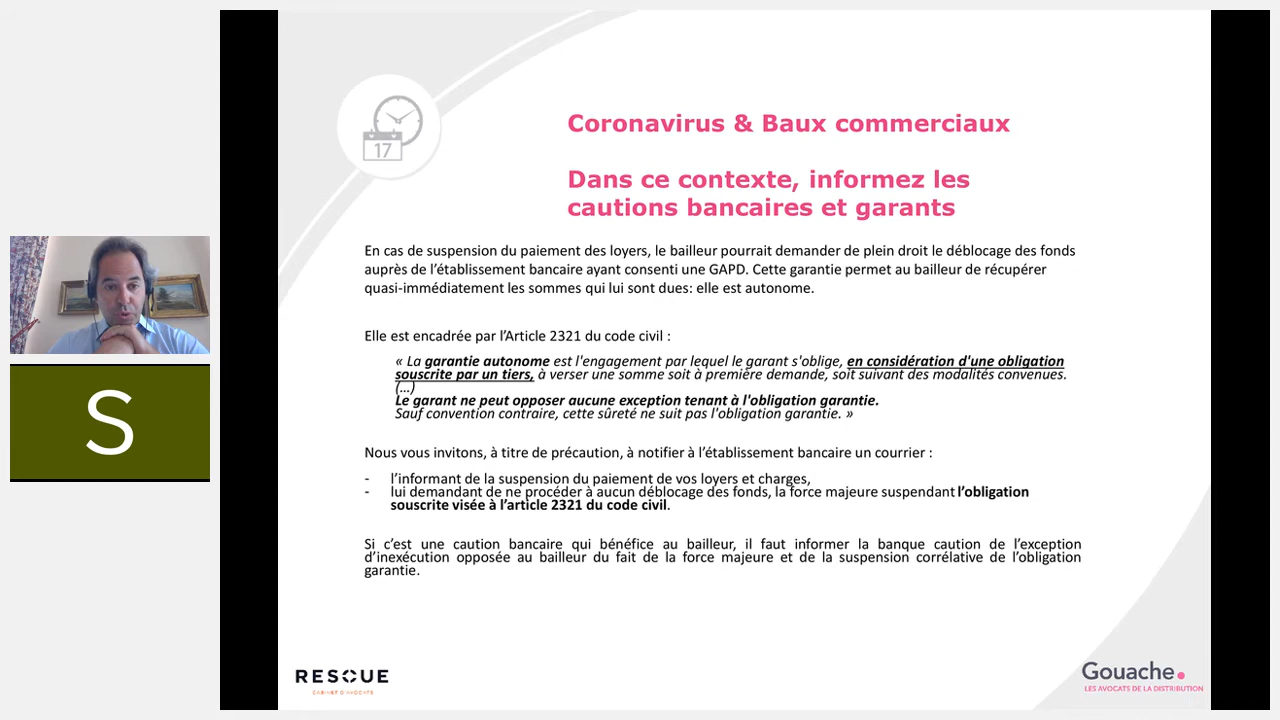 17
Coronavirus & Baux commerciaux
Dans ce contexte, informez les
cautions bancaires et garants
En cas de suspension du paiement des loyers, le bailleur pourrait demander de plein droit le déblocage des fonds
auprès de l’établissement bancaire ayant consenti une GAPD. Cette garantie permet au bailleur de récupérer
quasi-immédiatement les sommes qui lui sont dues: elle est autonome.
Elle est encadrée par l’Article 2321 du code civil :
« La garantie autonome est l'engagement par lequel le garant s'oblige, en considération d'une obligation
souscrite par un tiers, à verser une somme soit à première demande, soit suivant des modalités convenues.
(…)
Le garant ne peut opposer aucune exception tenant à l'obligation garantie.
Sauf convention contraire, cette sûreté ne suit pas l'obligation garantie. »
Nous vous invitons, à titre de précaution, à notifier à l’établissement bancaire un courrier :
- l’informant de la suspension du paiement de vos loyers et charges,
- lui demandant de ne procéder à aucun déblocage des fonds, la force majeure suspendant l’obligation
souscrite visée à l’article 2321 du code civil.
Si c’est une caution bancaire qui bénéfice au bailleur, il faut informer la banque caution de l’exception
d’inexécution opposée au bailleur du fait de la force majeure et de la suspension corrélative de l’obligation
garantie.
S
RESCUE
CABINET D'AVOCATS
Gouache.
LES AVOCATS DE LA DISTRIBUTION